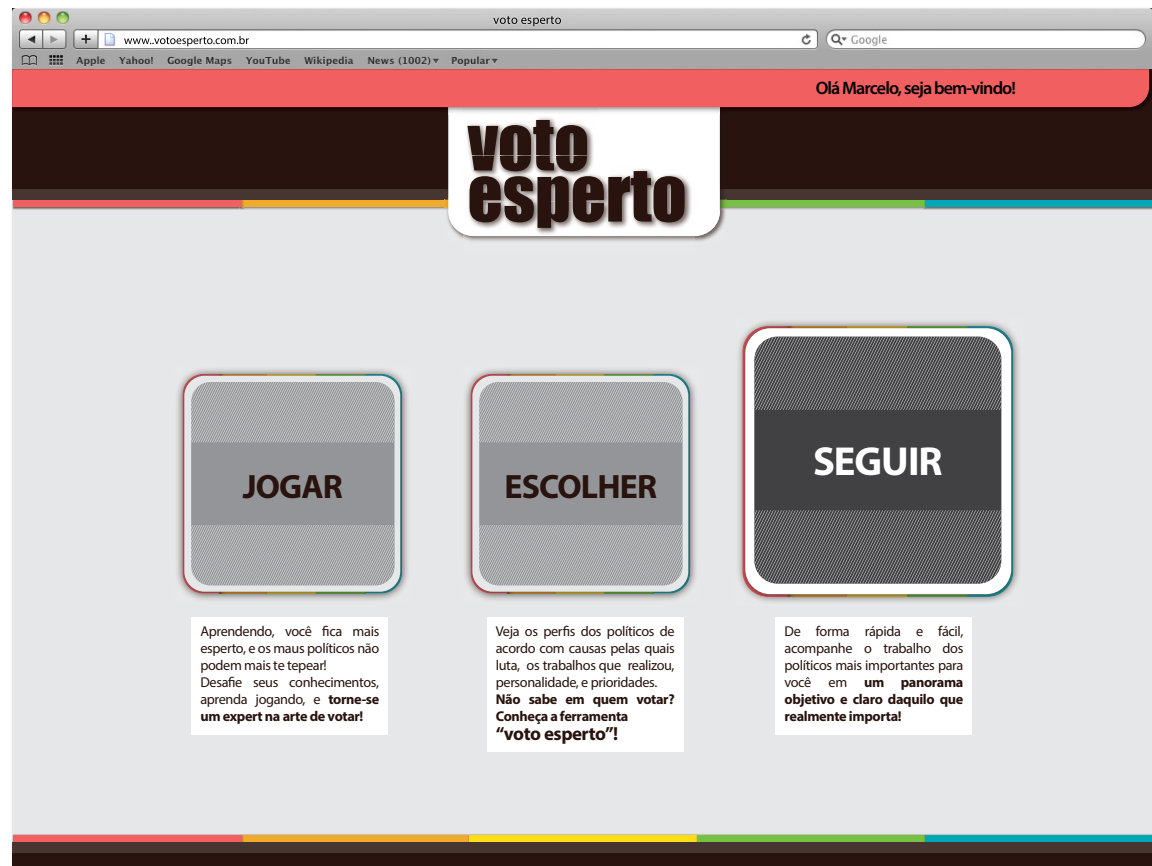 voto esperto
www..votoesperto.com.br
Google
Apple Yahoo! Google Maps YouTube Wikipedia News (1002) Popular
Olá Marcelo, seja bem-vindo!
voto
esperto
JOGAR
ESCOLHER
SEGUIR
Aprendendo, você fica mais
esperto, e os maus políticos não
podem mais te tepear!
Desafie seus conhecimentos,
aprenda jogando, e torne-se
um expert na arte de votar!
Veja os perfis dos políticos de
acordo com causas pelas quais
luta, os trabalhos que realizou,
personalidade, e prioridades.
Não sabe em quem votar?
Conheça a ferramenta
“voto esperto”!
De forma rápida e fácil,
acompanhe o trabalho dos
políticos mais importantes para
você em um panorama
objetivo e claro daquilo que
realmente importa!